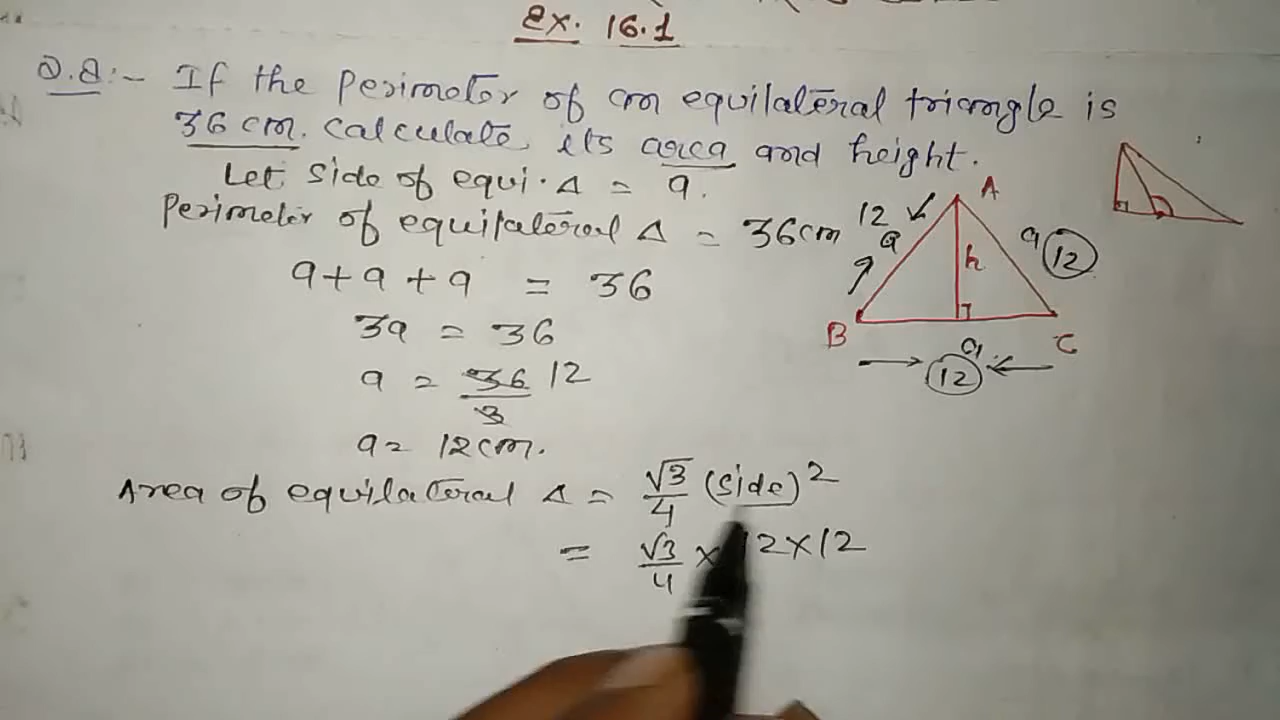 Ex. 16.1
Q.8:- If the Perimeter of an equilateral triangle is
36 cm. calculate its area and height.
Let side of equi. Δ = a.
Perimeter of equilateral Δ = 36cm
a + a + a = 36
3a = 36
a = 36/3 12
a = 12cm.
Area of equilateral Δ = √3/4 (side)²
= √3/4 × 12 × 12
A
12
a
h
a
12
B
C
a
12